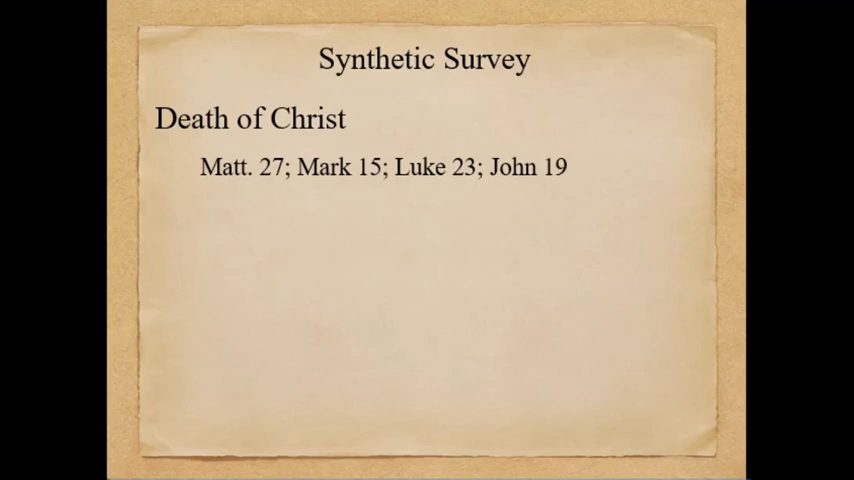 Synthetic Survey
Death of Christ
Matt. 27; Mark 15; Luke 23; John 19